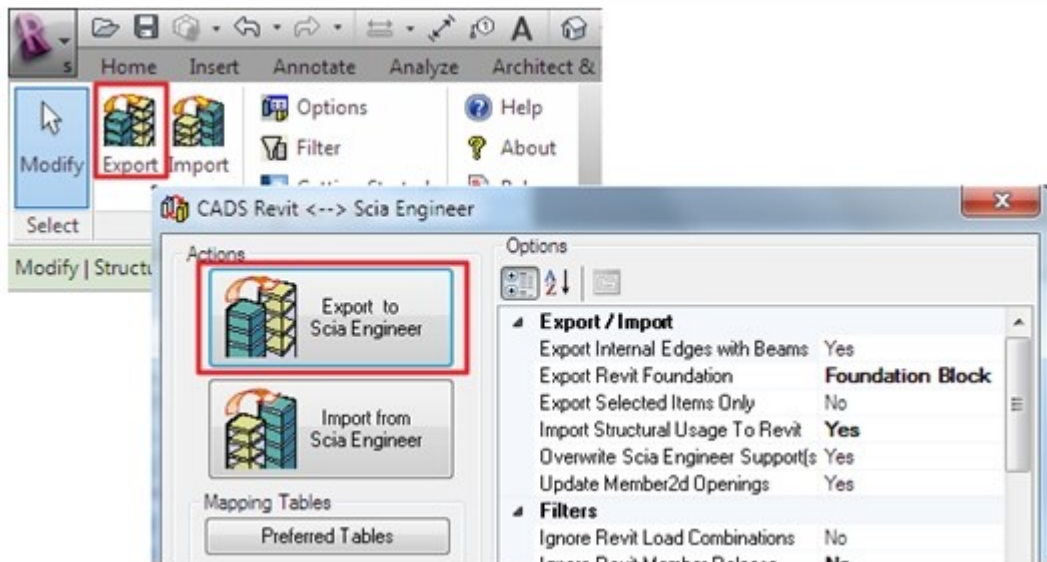 s
Home Insert Annotate Analyze Architect &
Modify
Export Import
Options
Filter
Help
About
Select
Modify | Structu
CADS Revit <--> Scia Engineer
Actions
Export to
Scia Engineer
Import from
Scia Engineer
Mapping Tables
Preferred Tables
Options
Export / Import
Export Internal Edges with Beams Yes
Export Revit Foundation Foundation Block
Export Selected Items Only No
Import Structural Usage To Revit Yes
Overwrite Scia Engineer Support(s Yes
Update Member2d Openings Yes
Filters
Ignore Revit Load Combinations No